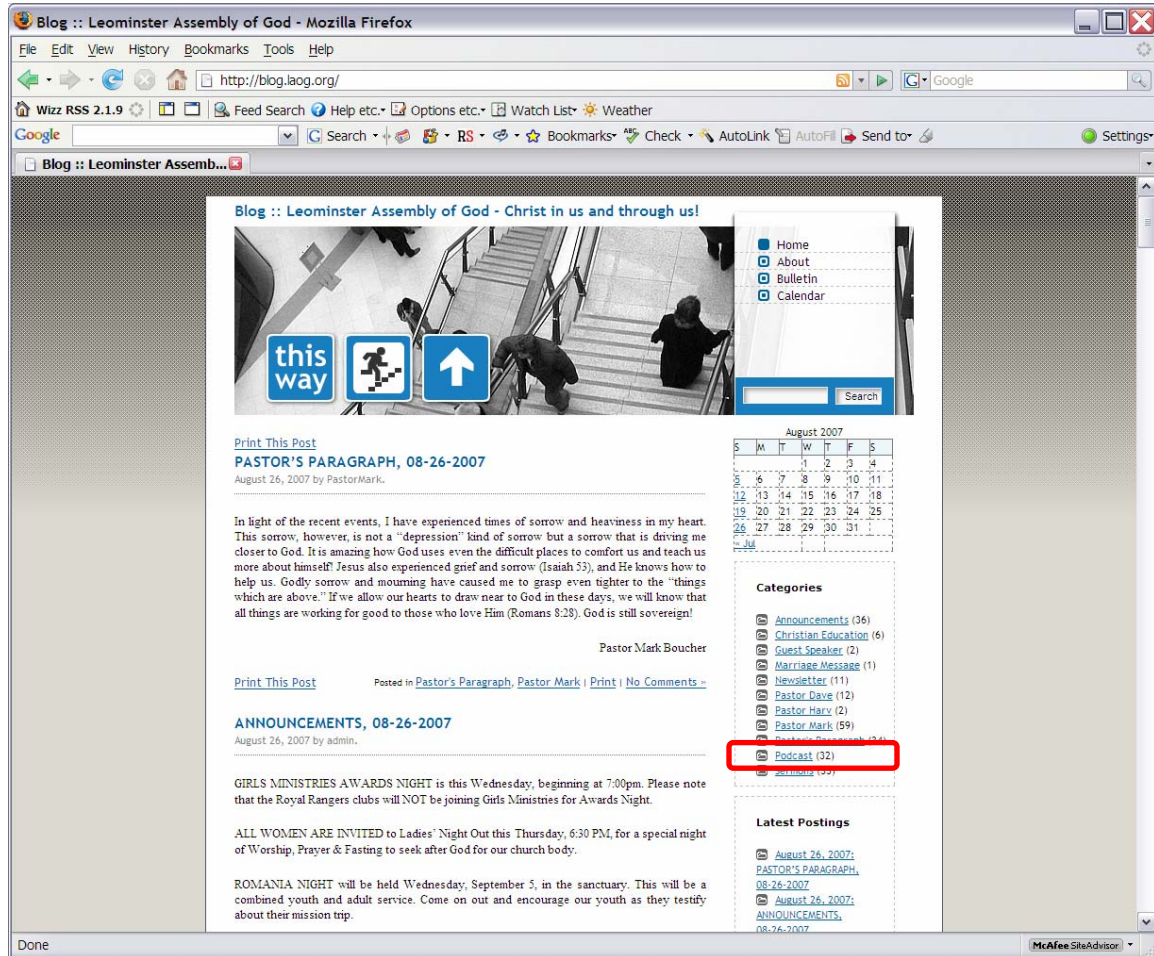 Blog :: Leominster Assembly of God - Mozilla Firefox
File Edit View History Bookmarks Tools Help
http://blog.laog.org/
G Google
Wizz RSS 2.1.9 Feed Search Help etc. Options etc. Watch List Weather
Google G Search RS Bookmarks ABC Check AutoLink AutoFill Send to Settings
Blog :: Leominster Assemb...
Blog :: Leominster Assembly of God - Christ in us and through us!
Home
About
Bulletin
Calendar
this
way
Search
Print This Post
PASTOR'S PARAGRAPH, 08-26-2007
August 26, 2007 by PastorMark.
In light of the recent events, I have experienced times of sorrow and heaviness in my heart.
This sorrow, however, is not a “depression” kind of sorrow but a sorrow that is driving me
closer to God. It is amazing how God uses even the difficult places to comfort us and teach us
more about himself! Jesus also experienced grief and sorrow (Isaiah 53), and He knows how to
help us. Godly sorrow and mourning have caused me to grasp even tighter to the “things
which are above.” If we allow our hearts to draw near to God in these days, we will know that
all things are working for good to those who love Him (Romans 8:28). God is still sovereign!
Pastor Mark Boucher
Print This Post Posted in Pastor's Paragraph, Pastor Mark | Print | No Comments »
ANNOUNCEMENTS, 08-26-2007
August 26, 2007 by admin.
GIRLS MINISTRIES AWARDS NIGHT is this Wednesday, beginning at 7:00pm. Please note
that the Royal Rangers clubs will NOT be joining Girls Ministries for Awards Night.
ALL WOMEN ARE INVITED to Ladies’ Night Out this Thursday, 6:30 PM, for a special night
of Worship, Prayer & Fasting to seek after God for our church body.
ROMANIA NIGHT will be held Wednesday, September 5, in the sanctuary. This will be a
combined youth and adult service. Come on out and encourage our youth as they testify
about their mission trip.
August 2007
S M T W T F S
1 2 3 4
5 6 7 8 9 10 11
12 13 14 15 16 17 18
19 20 21 22 23 24 25
26 27 28 29 30 31
« Jul
Categories
Announcements (36)
Christian Education (6)
Guest Speaker (2)
Marriage Message (1)
Newsletter (11)
Pastor Dave (12)
Pastor Harv (2)
Pastor Mark (59)
Pastor's Paragraph (34)
Podcast (32)
Sermons
Latest Postings
August 26, 2007:
PASTOR'S PARAGRAPH,
08-26-2007
August 26, 2007:
ANNOUNCEMENTS,
08-26-2007
Done
McAfee SiteAdvisor